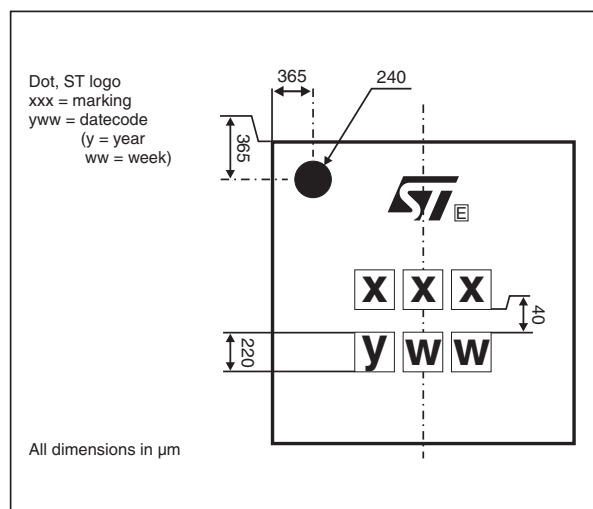 Dot, ST logo
xxx = marking
yww = datecode
(y = year
ww = week)
365
240
365
ST
E
x x x
40
y w w
220
All dimensions in µm